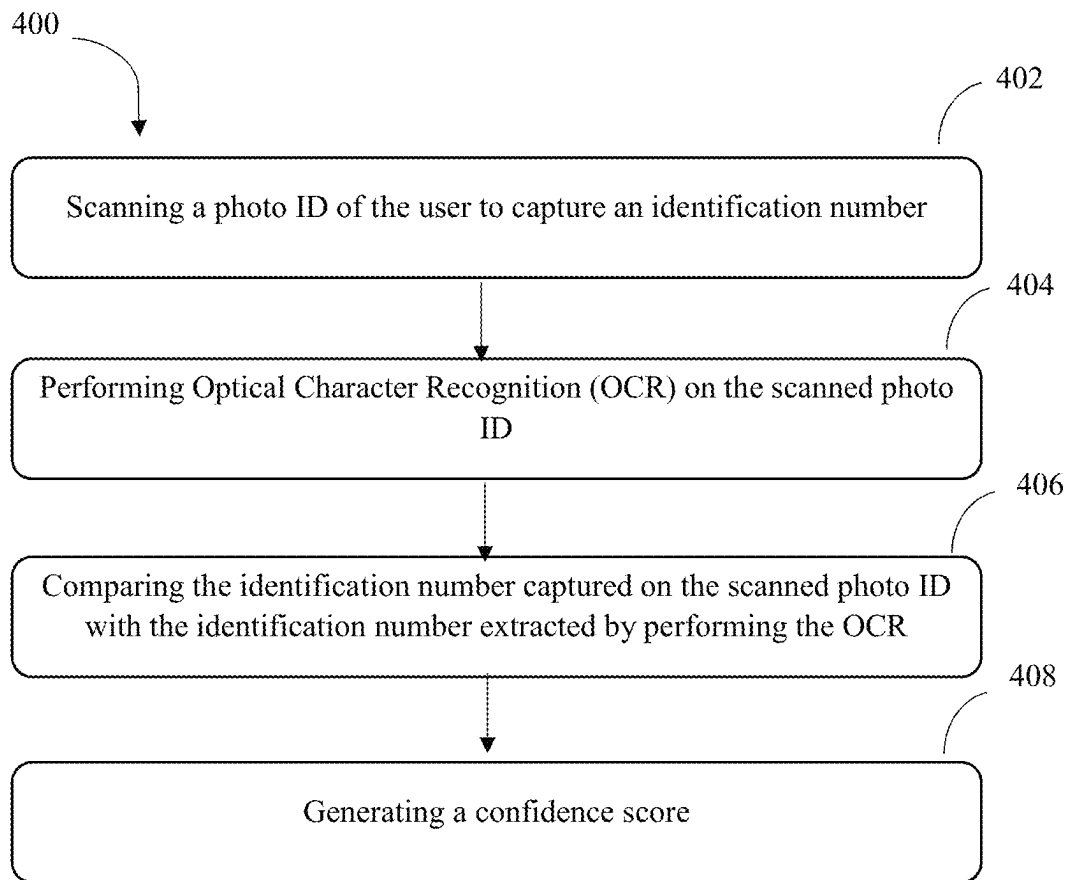 400
402
Scanning a photo ID of the user to capture an identification number
404
Performing Optical Character Recognition (OCR) on the scanned photo
ID
406
Comparing the identification number captured on the scanned photo ID
with the identification number extracted by performing the OCR
408
Generating a confidence score